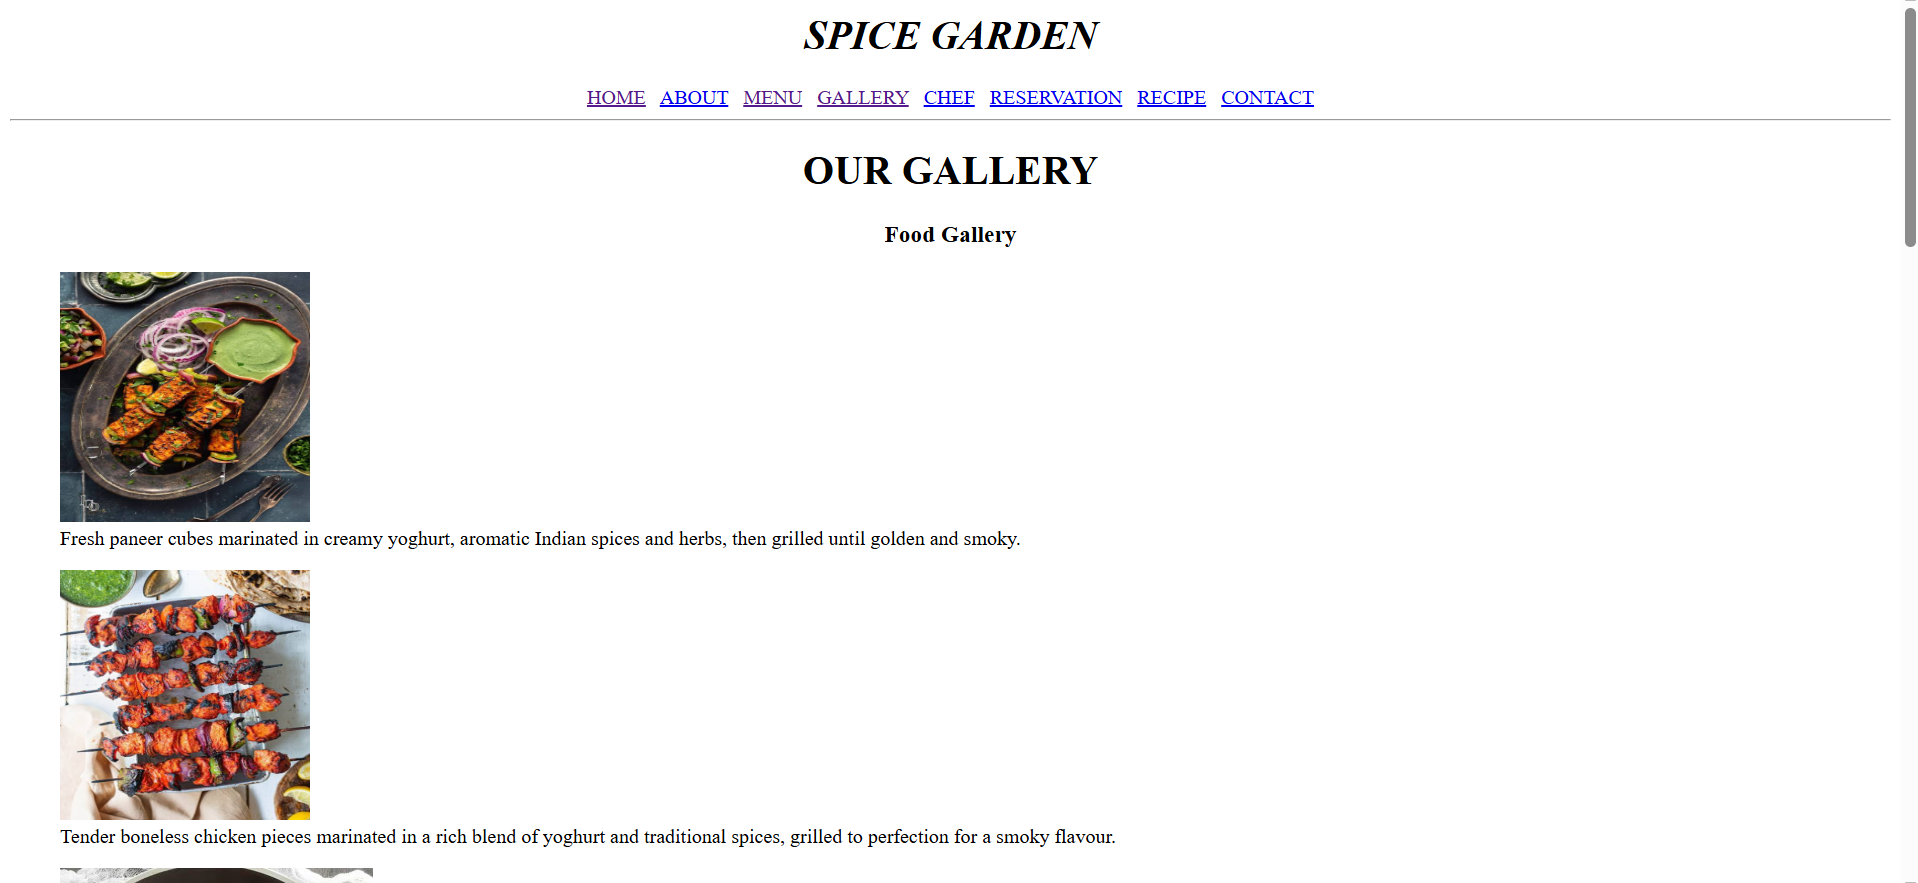 SPICE GARDEN
HOME ABOUT MENU GALLERY CHEF RESERVATION RECIPE CONTACT
OUR GALLERY
Food Gallery
Fresh paneer cubes marinated in creamy yoghurt, aromatic Indian spices and herbs, then grilled until golden and smoky.
Tender boneless chicken pieces marinated in a rich blend of yoghurt and traditional spices, grilled to perfection for a smoky flavour.